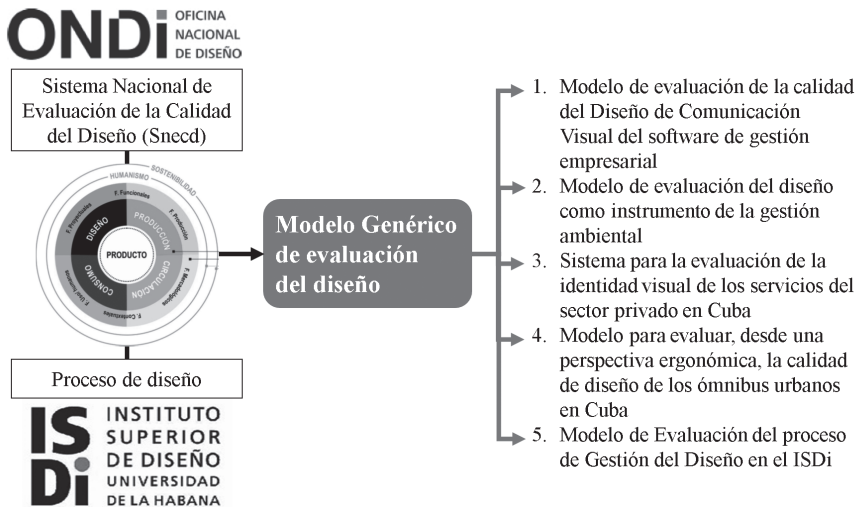 ONDi OFICINA
NACIONAL
DE DISEÑO
Sistema Nacional de
Evaluación de la Calidad
del Diseño (Snecd)
SOSTENIBILIDAD
HUMANISMO
F. Funcionales
F. Proyectuales
F. Producción
DISEÑO
PRODUCCIÓN
PRODUCTO
CONSUMO
CIRCULACIÓN
F. Mercadológicos
F. Contextuales
Proceso de diseño
ISDi
INSTITUTO
SUPERIOR
DE DISEÑO
UNIVERSIDAD
DE LA HABANA
Modelo Genérico
de evaluación
del diseño
1. Modelo de evaluación de la calidad
del Diseño de Comunicación
Visual del software de gestión
empresarial
2. Modelo de evaluación del diseño
como instrumento de la gestión
ambiental
3. Sistema para la evaluación de la
identidad visual de los servicios del
sector privado en Cuba
4. Modelo para evaluar, desde una
perspectiva ergonómica, la calidad
de diseño de los ómnibus urbanos
en Cuba
5. Modelo de Evaluación del proceso
de Gestión del Diseño en el ISDi